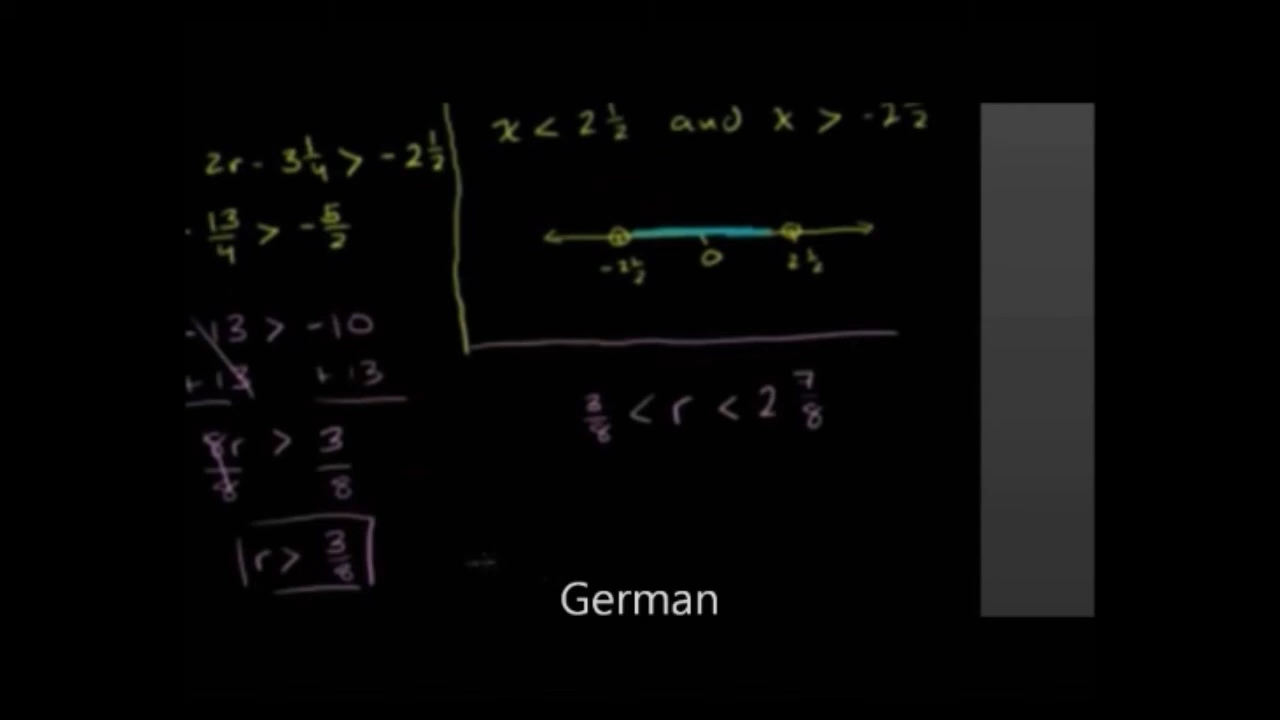 2r - 3 1/4 > -2 1/2
- 13/4 > - 5/2
-13 > -10
+13 +13
8r/8 > 3/8
r > 3/8
x < 2 1/2 and x > -2 1/2
-2 1/2 0 2 1/2
3/8 < r < 2 7/8
German